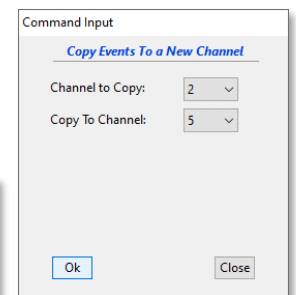 Command Input
Copy Events To a New Channel
Channel to Copy: 2
Copy To Channel: 5
Ok Close